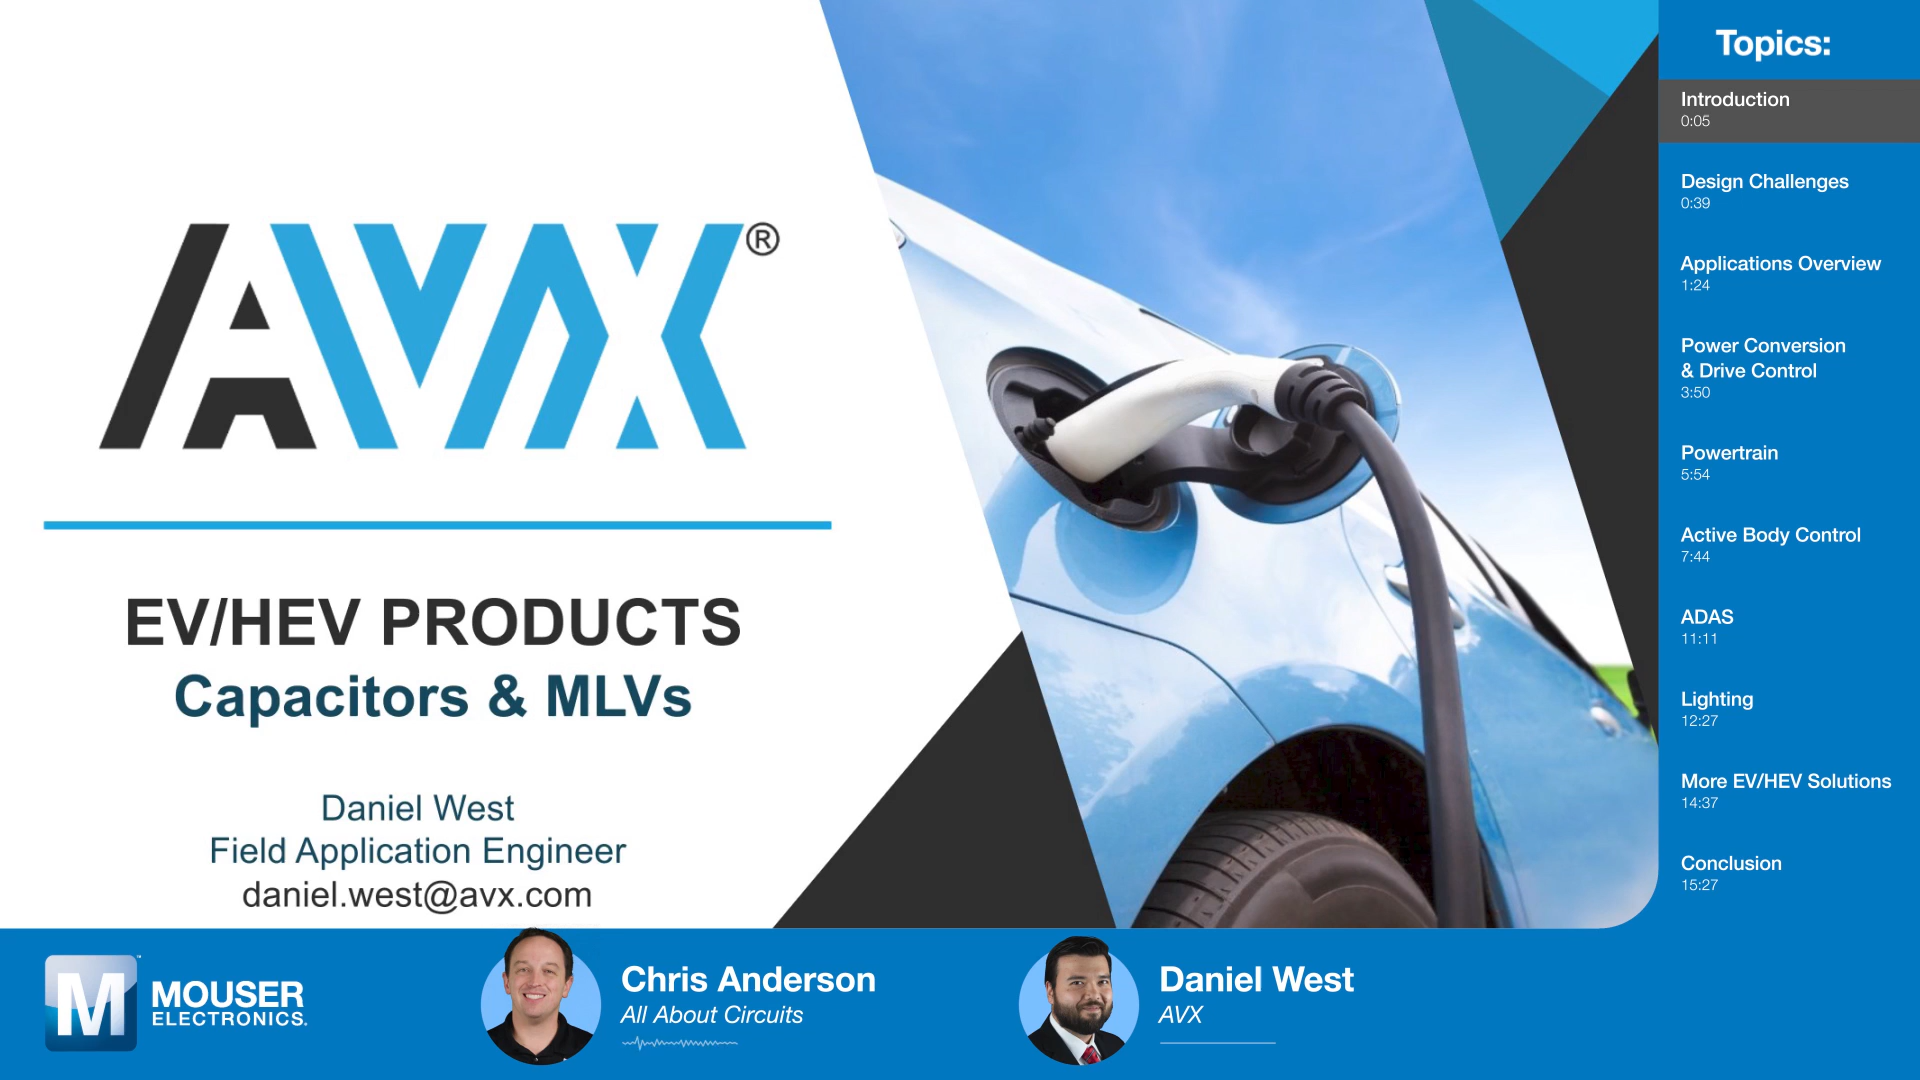 AVX®
EV/HEV PRODUCTS
Capacitors & MLVs
Daniel West
Field Application Engineer
daniel.west@avx.com
Topics:
Introduction
0:05
Design Challenges
0:39
Applications Overview
1:24
Power Conversion
& Drive Control
3:50
Powertrain
5:54
Active Body Control
7:44
ADAS
11:11
Lighting
12:27
More EV/HEV Solutions
14:37
Conclusion
15:27
M™
MOUSER
ELECTRONICS.
Chris Anderson
All About Circuits
Daniel West
AVX